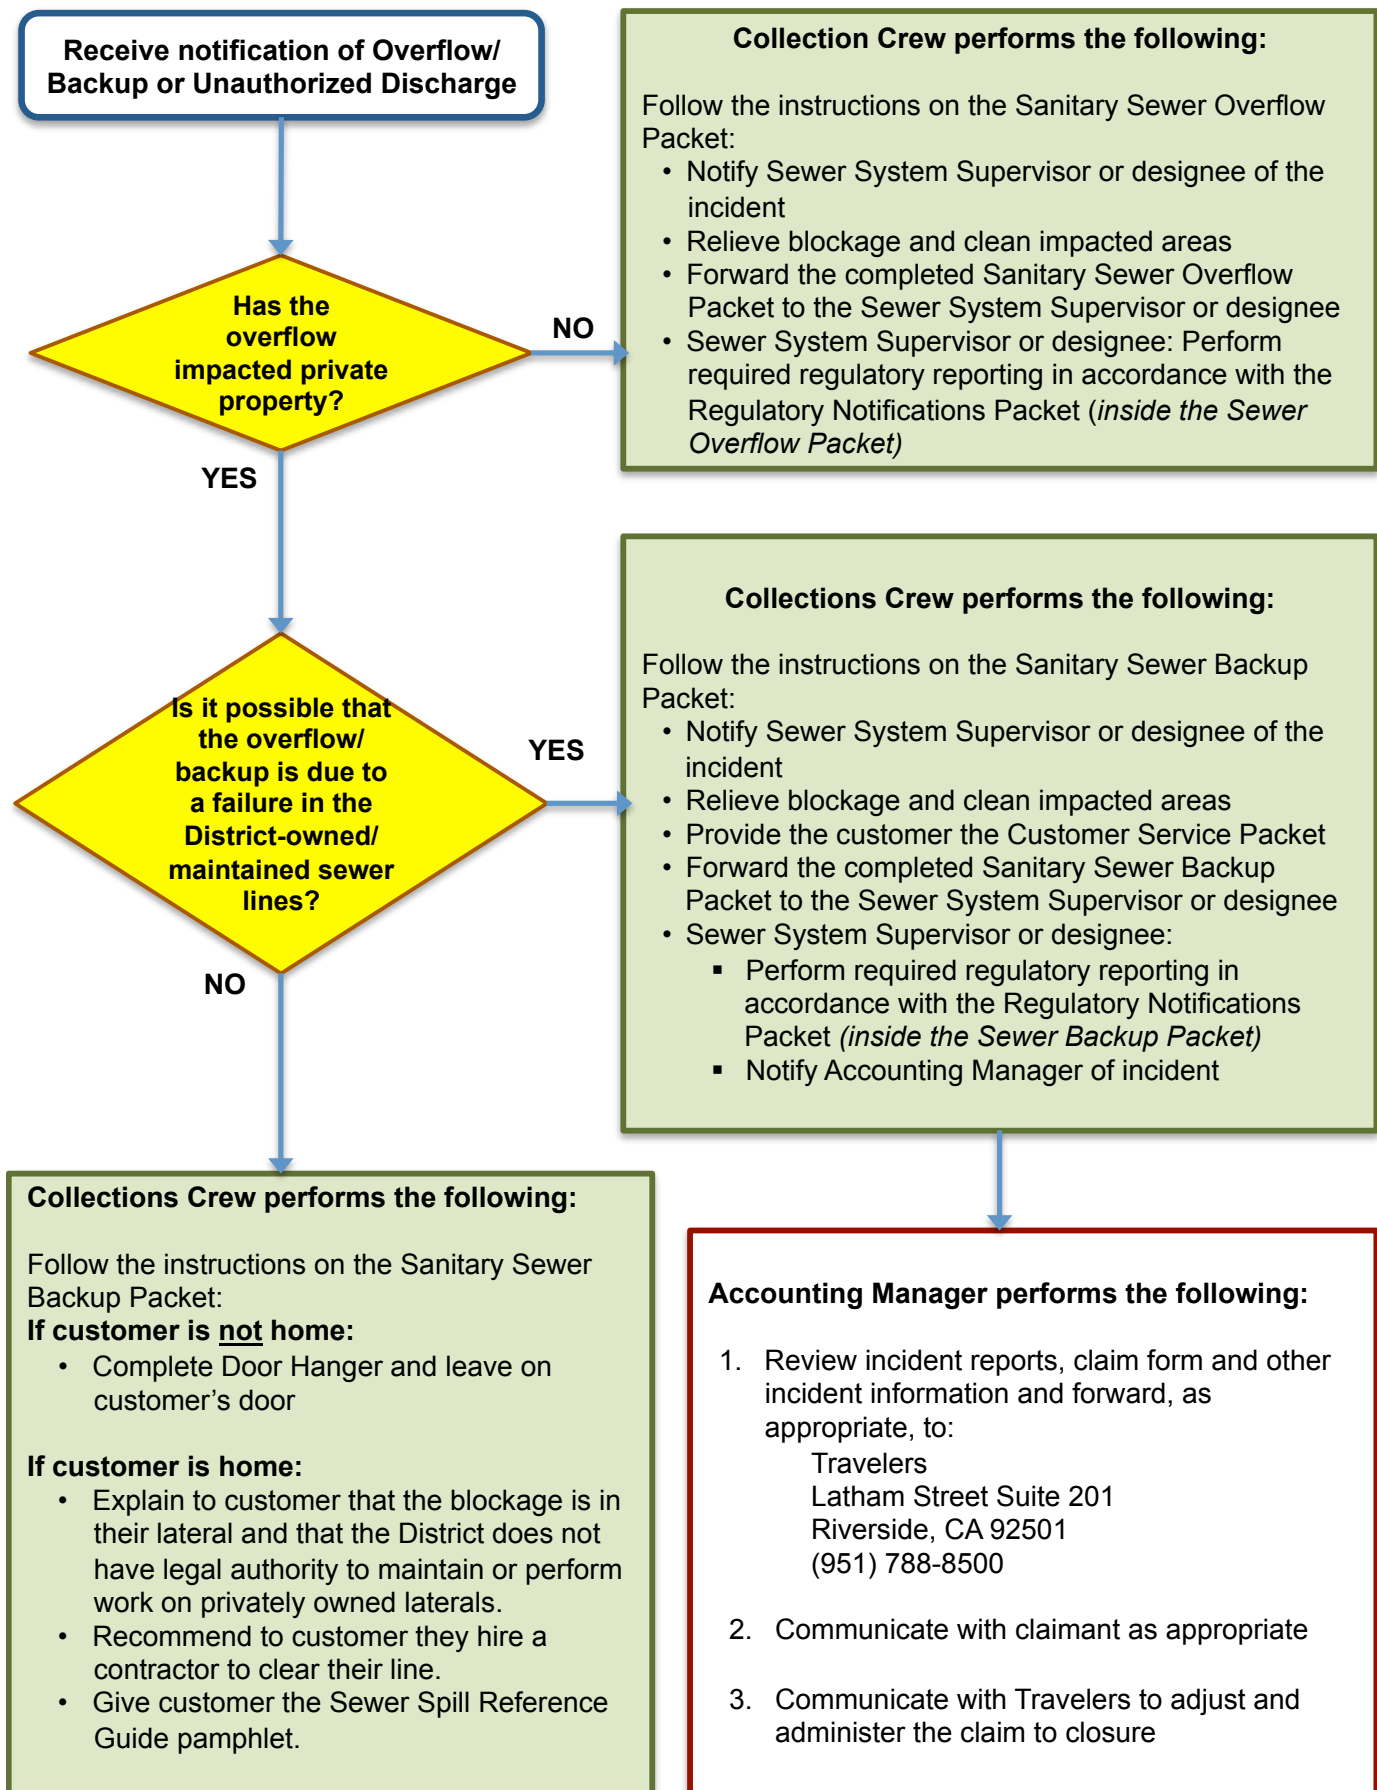 Receive notification of Overflow/
Backup or Unauthorized Discharge
Collection Crew performs the following:
Follow the instructions on the Sanitary Sewer Overflow
Packet:
• Notify Sewer System Supervisor or designee of the
incident
• Relieve blockage and clean impacted areas
• Forward the completed Sanitary Sewer Overflow
Packet to the Sewer System Supervisor or designee
• Sewer System Supervisor or designee: Perform
required regulatory reporting in accordance with the
Regulatory Notifications Packet (inside the Sewer
Overflow Packet)
Has the
overflow
impacted private
property?
NO
YES
Is it possible that
the overflow/
backup is due to
a failure in the
District-owned/
maintained sewer
lines?
YES
NO
Collections Crew performs the following:
Follow the instructions on the Sanitary Sewer Backup
Packet:
• Notify Sewer System Supervisor or designee of the
incident
• Relieve blockage and clean impacted areas
• Provide the customer the Customer Service Packet
• Forward the completed Sanitary Sewer Backup
Packet to the Sewer System Supervisor or designee
• Sewer System Supervisor or designee:
▪ Perform required regulatory reporting in
accordance with the Regulatory Notifications
Packet (inside the Sewer Backup Packet)
▪ Notify Accounting Manager of incident
Collections Crew performs the following:
Follow the instructions on the Sanitary Sewer
Backup Packet:
If customer is not home:
• Complete Door Hanger and leave on
customer’s door
If customer is home:
• Explain to customer that the blockage is in
their lateral and that the District does not
have legal authority to maintain or perform
work on privately owned laterals.
• Recommend to customer they hire a
contractor to clear their line.
• Give customer the Sewer Spill Reference
Guide pamphlet.
Accounting Manager performs the following:
1. Review incident reports, claim form and other
incident information and forward, as
appropriate, to:
Travelers
Latham Street Suite 201
Riverside, CA 92501
(951) 788-8500
2. Communicate with claimant as appropriate
3. Communicate with Travelers to adjust and
administer the claim to closure